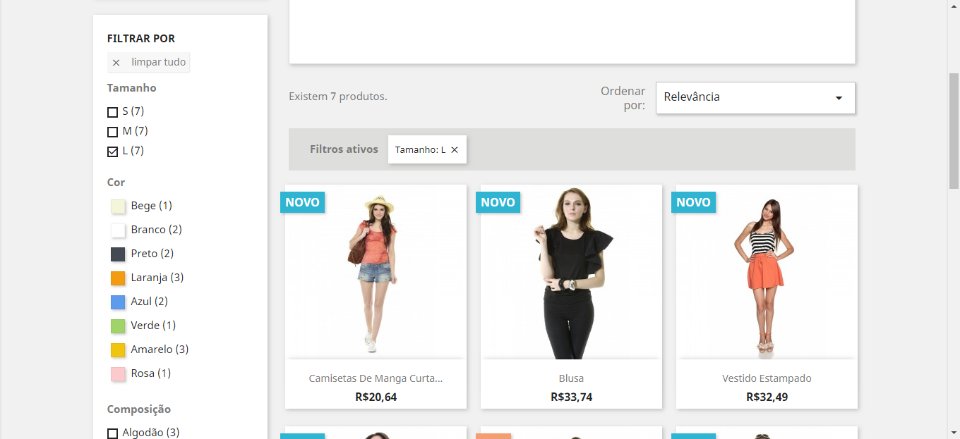 FILTRAR POR
× limpar tudo
Tamanho
S (7)
M (7)
L (7)
Cor
Bege (1)
Branco (2)
Preto (2)
Laranja (3)
Azul (2)
Verde (1)
Amarelo (3)
Rosa (1)
Composição
Algodão (3)
Existem 7 produtos.
Ordenar
por:
Relevância
Filtros ativos
Tamanho: L ×
NOVO
Camisetas De Manga Curta...
R$20,64
NOVO
Blusa
R$33,74
NOVO
Vestido Estampado
R$32,49